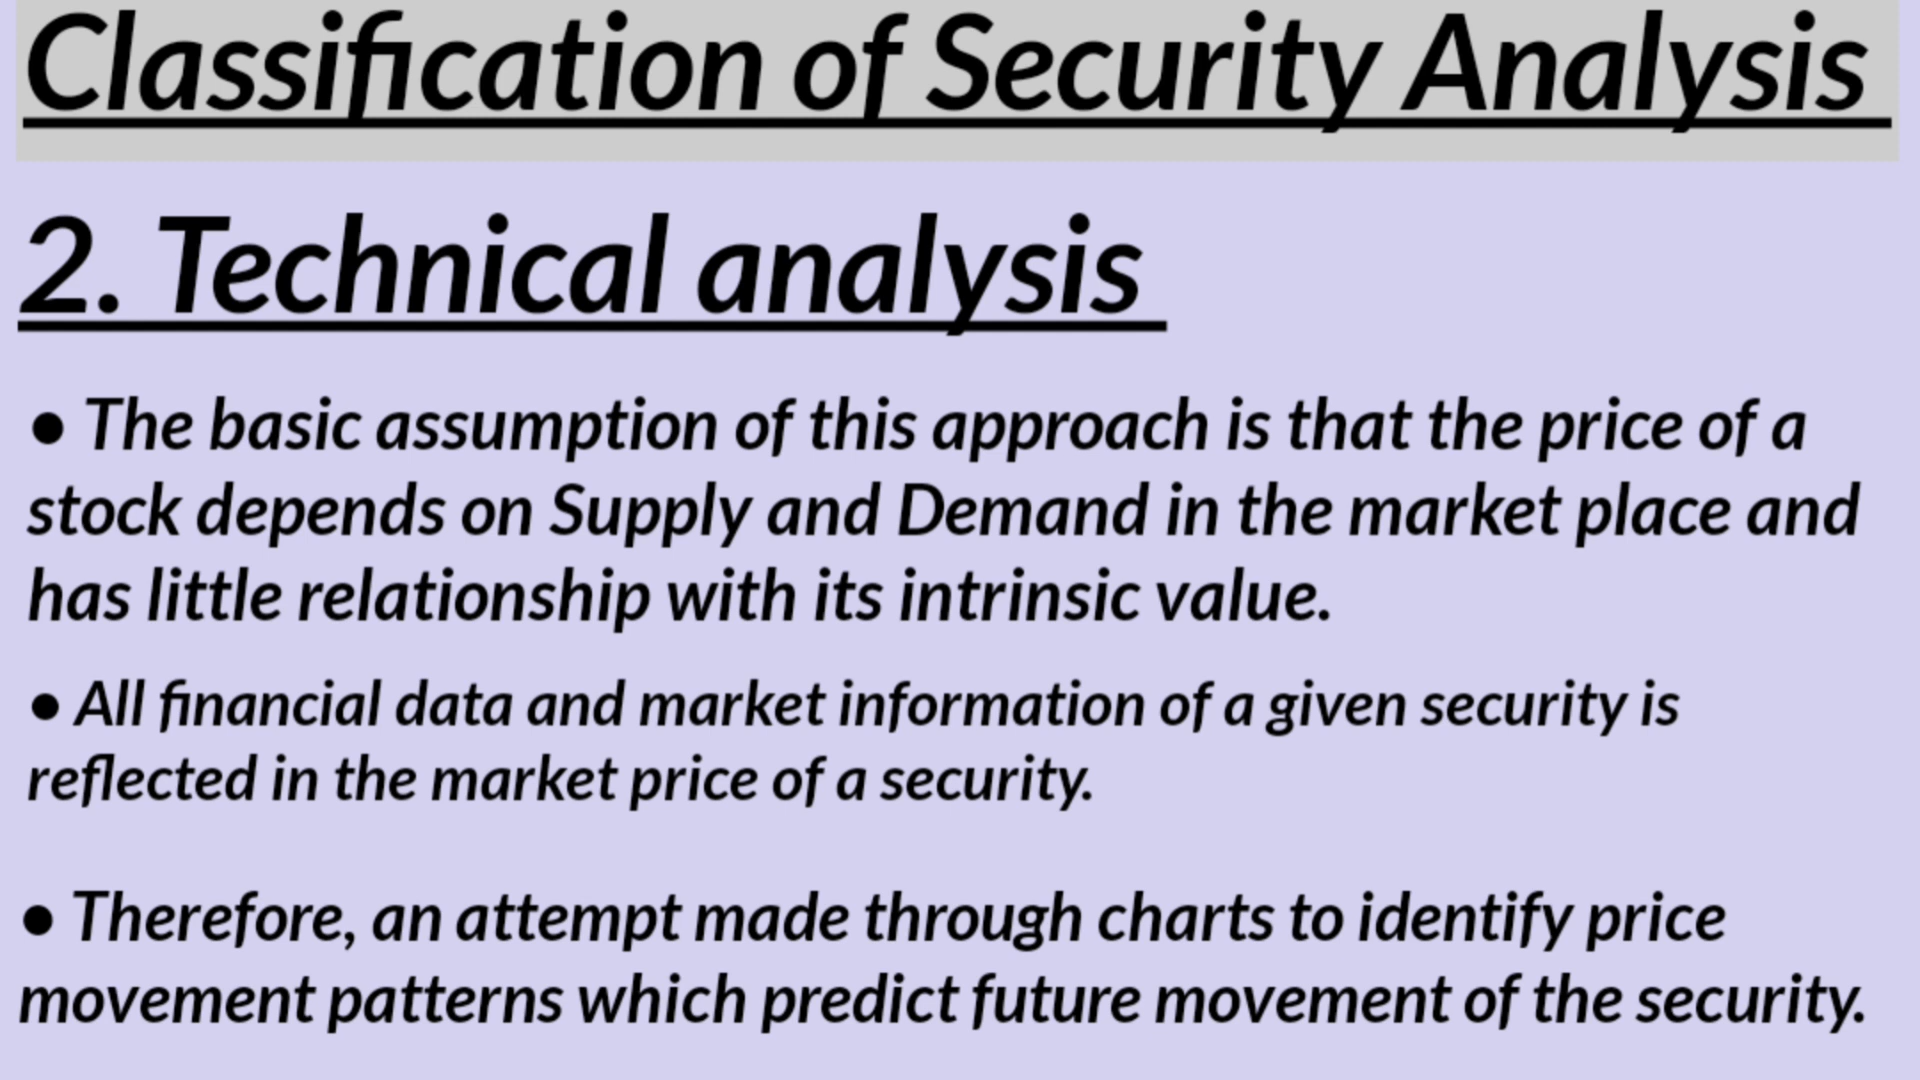 Classification of Security Analysis
2. Technical analysis
• The basic assumption of this approach is that the price of a
stock depends on Supply and Demand in the market place and
has little relationship with its intrinsic value.
• All financial data and market information of a given security is
reflected in the market price of a security.
• Therefore, an attempt made through charts to identify price
movement patterns which predict future movement of the security.